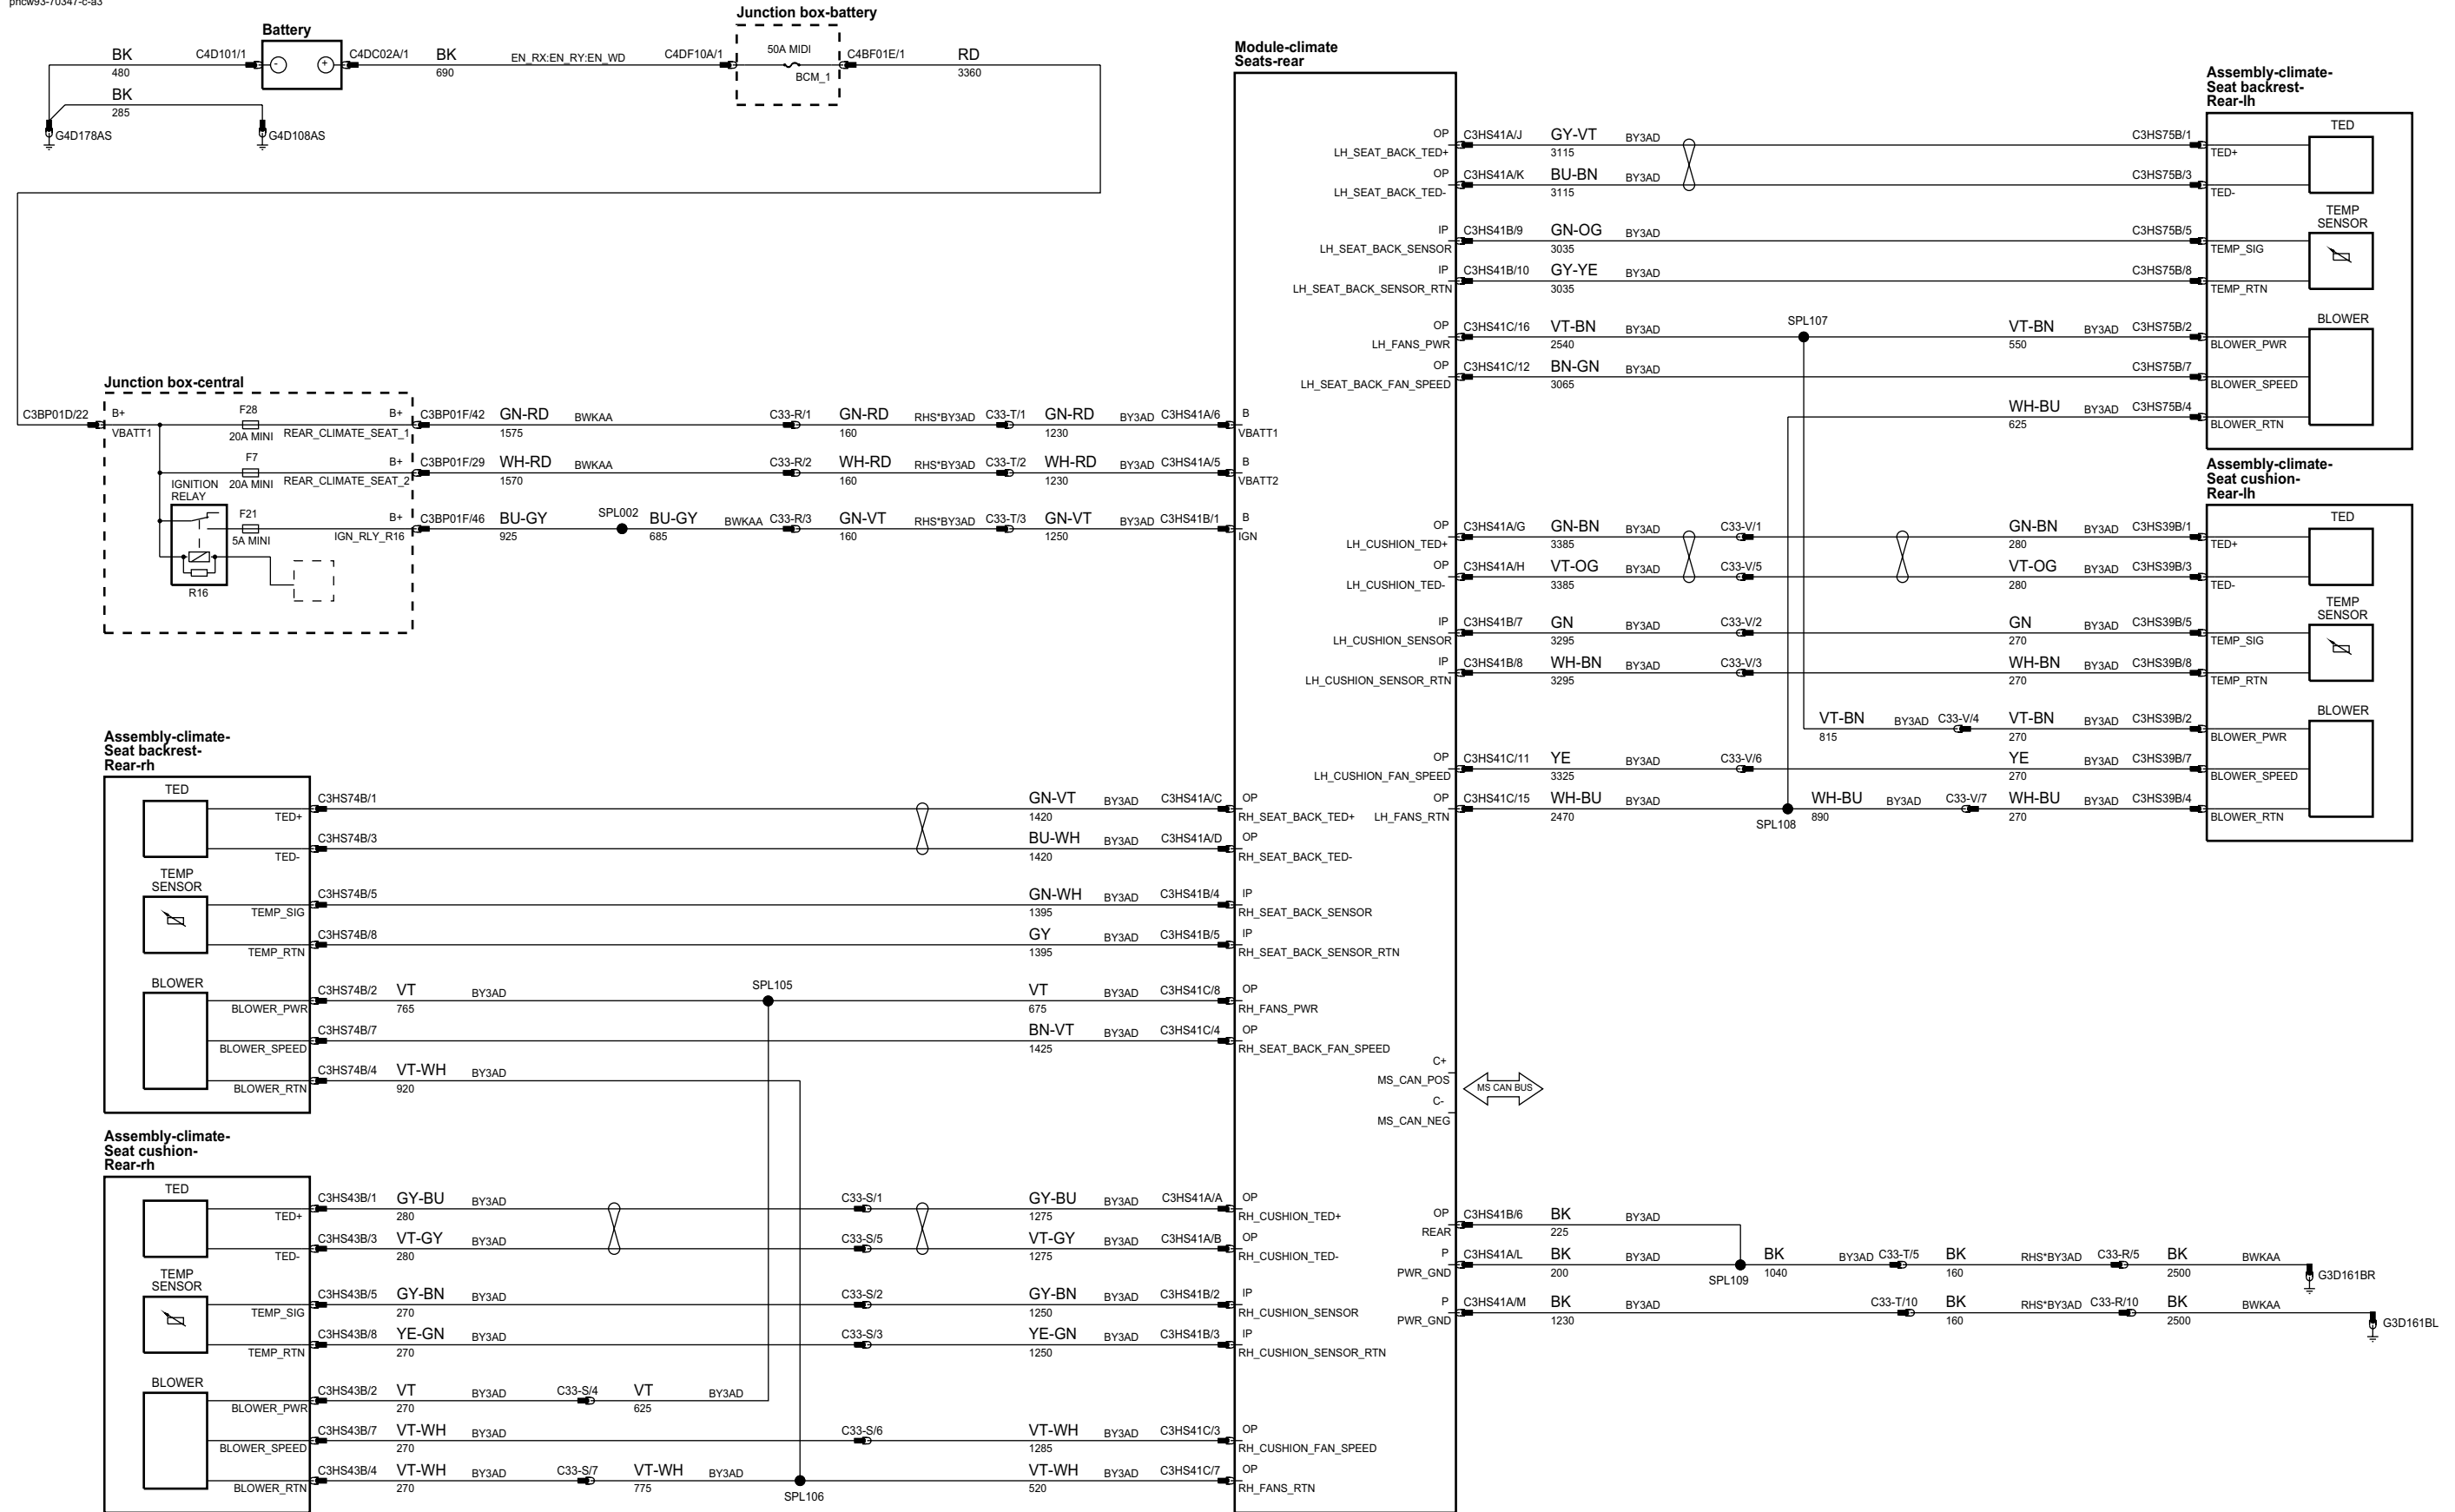 phcw93-70347-c-a3
Battery
BK
480
C4D101/1
-
+
C4DC02A/1
BK
690
EN_RX:EN_RY:EN_WD
C4DF10A/1
Junction box-battery
50A MIDI
BCM_1
C4BF01E/1
RD
3360
BK
285
G4D178AS
G4D108AS
Junction box-central
C3BP01D/22
B+
VBATT1
F28
20A MINI
B+
REAR_CLIMATE_SEAT_1
C3BP01F/42
GN-RD
1575
BWKAA
C33-R/1
GN-RD
160
RHS*BY3AD
C33-T/1
GN-RD
1230
BY3AD
C3HS41A/6
B
VBATT1
F7
20A MINI
B+
REAR_CLIMATE_SEAT_2
C3BP01F/29
WH-RD
1570
BWKAA
C33-R/2
WH-RD
160
RHS*BY3AD
C33-T/2
WH-RD
1230
BY3AD
C3HS41A/5
B
VBATT2
IGNITION
RELAY
R16
F21
5A MINI
B+
IGN_RLY_R16
C3BP01F/46
BU-GY
925
SPL002
BU-GY
685
BWKAA
C33-R/3
GN-VT
160
RHS*BY3AD
C33-T/3
GN-VT
1250
BY3AD
C3HS41B/1
B
IGN
Module-climate
Seats-rear
OP
LH_SEAT_BACK_TED+
C3HS41A/J
GY-VT
3115
BY3AD
C3HS75B/1
TED+
OP
LH_SEAT_BACK_TED-
C3HS41A/K
BU-BN
3115
BY3AD
C3HS75B/3
TED-
IP
LH_SEAT_BACK_SENSOR
C3HS41B/9
GN-OG
3035
BY3AD
C3HS75B/5
TEMP_SIG
IP
LH_SEAT_BACK_SENSOR_RTN
C3HS41B/10
GY-YE
3035
BY3AD
C3HS75B/8
TEMP_RTN
OP
LH_FANS_PWR
C3HS41C/16
VT-BN
2540
BY3AD
SPL107
VT-BN
550
BY3AD
C3HS75B/2
BLOWER_PWR
OP
LH_SEAT_BACK_FAN_SPEED
C3HS41C/12
BN-GN
3065
BY3AD
C3HS75B/7
BLOWER_SPEED
WH-BU
625
BY3AD
C3HS75B/4
BLOWER_RTN
Assembly-climate-
Seat backrest-
Rear-lh
TED
TEMP
SENSOR
BLOWER
Assembly-climate-
Seat cushion-
Rear-lh
TED
TEMP
SENSOR
BLOWER
OP
LH_CUSHION_TED+
C3HS41A/G
GN-BN
3385
BY3AD
C33-V/1
GN-BN
280
BY3AD
C3HS39B/1
TED+
OP
LH_CUSHION_TED-
C3HS41A/H
VT-OG
3385
BY3AD
C33-V/5
VT-OG
280
BY3AD
C3HS39B/3
TED-
IP
LH_CUSHION_SENSOR
C3HS41B/7
GN
3295
BY3AD
C33-V/2
GN
270
BY3AD
C3HS39B/5
TEMP_SIG
IP
LH_CUSHION_SENSOR_RTN
C3HS41B/8
WH-BN
3295
BY3AD
C33-V/3
WH-BN
270
BY3AD
C3HS39B/8
TEMP_RTN
VT-BN
815
BY3AD
C33-V/4
VT-BN
270
BY3AD
C3HS39B/2
BLOWER_PWR
OP
LH_CUSHION_FAN_SPEED
C3HS41C/11
YE
3325
BY3AD
C33-V/6
YE
270
BY3AD
C3HS39B/7
BLOWER_SPEED
OP
LH_FANS_RTN
C3HS41C/15
WH-BU
2470
BY3AD
SPL108
WH-BU
890
BY3AD
C33-V/7
WH-BU
270
BY3AD
C3HS39B/4
BLOWER_RTN
Assembly-climate-
Seat backrest-
Rear-rh
TED
TEMP
SENSOR
BLOWER
TED+
C3HS74B/1
GN-VT
1420
BY3AD
C3HS41A/C
OP
RH_SEAT_BACK_TED+
TED-
C3HS74B/3
BU-WH
1420
BY3AD
C3HS41A/D
OP
RH_SEAT_BACK_TED-
TEMP_SIG
C3HS74B/5
GN-WH
1395
BY3AD
C3HS41B/4
IP
RH_SEAT_BACK_SENSOR
TEMP_RTN
C3HS74B/8
GY
1395
BY3AD
C3HS41B/5
IP
RH_SEAT_BACK_SENSOR_RTN
BLOWER_PWR
C3HS74B/2
VT
765
BY3AD
SPL105
VT
675
BY3AD
C3HS41C/8
OP
RH_FANS_PWR
BLOWER_SPEED
C3HS74B/7
BN-VT
1425
BY3AD
C3HS41C/4
OP
RH_SEAT_BACK_FAN_SPEED
BLOWER_RTN
C3HS74B/4
VT-WH
920
BY3AD
C+
MS_CAN_POS
C-
MS_CAN_NEG
MS CAN BUS
Assembly-climate-
Seat cushion-
Rear-rh
TED
TEMP
SENSOR
BLOWER
TED+
C3HS43B/1
GY-BU
280
BY3AD
C33-S/1
GY-BU
1275
BY3AD
C3HS41A/A
OP
RH_CUSHION_TED+
TED-
C3HS43B/3
VT-GY
280
BY3AD
C33-S/5
VT-GY
1275
BY3AD
C3HS41A/B
OP
RH_CUSHION_TED-
TEMP_SIG
C3HS43B/5
GY-BN
270
BY3AD
C33-S/2
GY-BN
1250
BY3AD
C3HS41B/2
IP
RH_CUSHION_SENSOR
TEMP_RTN
C3HS43B/8
YE-GN
270
BY3AD
C33-S/3
YE-GN
1250
BY3AD
C3HS41B/3
IP
RH_CUSHION_SENSOR_RTN
BLOWER_PWR
C3HS43B/2
VT
270
BY3AD
C33-S/4
VT
625
BY3AD
BLOWER_SPEED
C3HS43B/7
VT-WH
270
BY3AD
C33-S/6
VT-WH
1285
BY3AD
C3HS41C/3
OP
RH_CUSHION_FAN_SPEED
BLOWER_RTN
C3HS43B/4
VT-WH
270
BY3AD
C33-S/7
VT-WH
775
BY3AD
SPL106
VT-WH
520
BY3AD
C3HS41C/7
OP
RH_FANS_RTN
OP
REAR
C3HS41B/6
BK
225
BY3AD
P
PWR_GND
C3HS41A/L
BK
200
BY3AD
SPL109
BK
1040
BY3AD
C33-T/5
BK
160
RHS*BY3AD
C33-R/5
BK
2500
BWKAA
G3D161BR
P
PWR_GND
C3HS41A/M
BK
1230
BY3AD
C33-T/10
BK
160
RHS*BY3AD
C33-R/10
BK
2500
BWKAA
G3D161BL